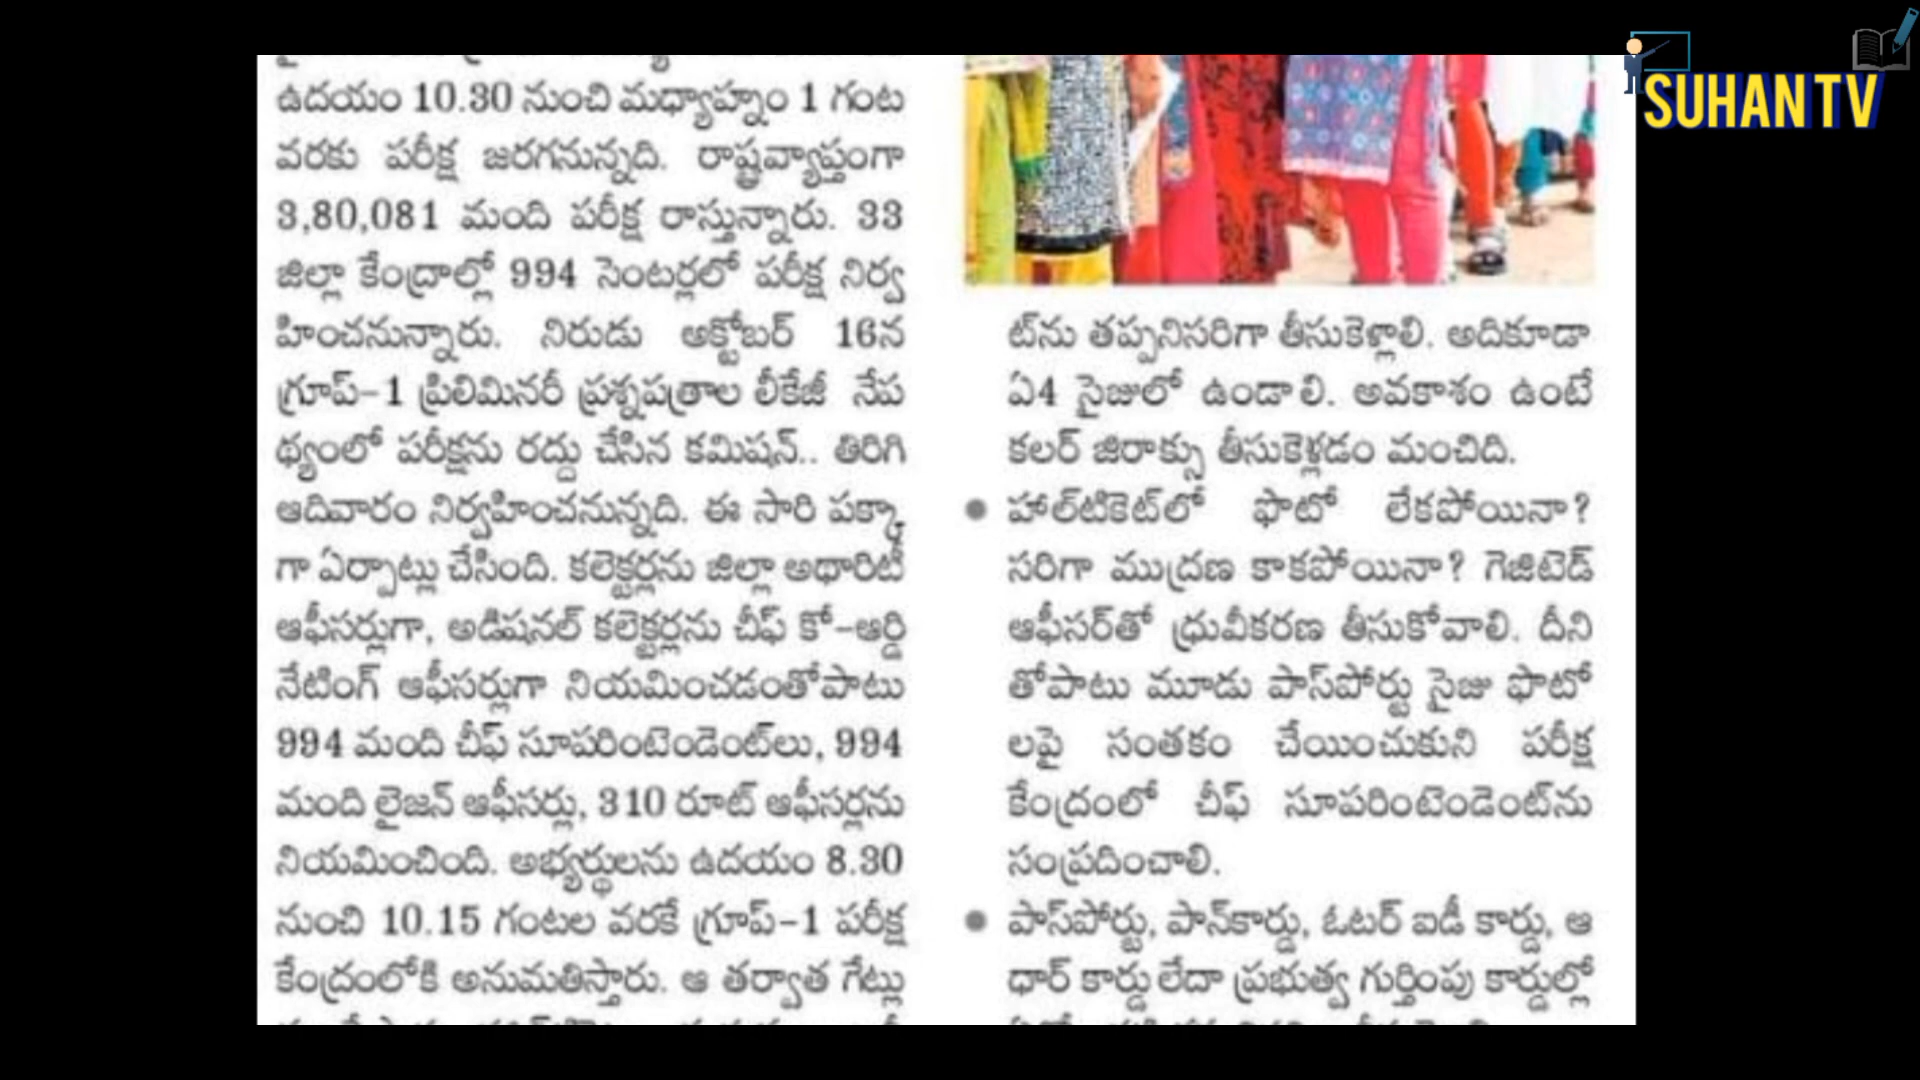 SUHAN TV
ఉదయం 10.30 నుంచి మధ్యాహ్నం 1 గంట
వరకు పరీక్ష జరగనున్నది. రాష్ట్రవ్యాప్తంగా
3,80,081 మంది పరీక్ష రాస్తున్నారు. 33
జిల్లా కేంద్రాల్లో 994 సెంటర్లలో పరీక్ష నిర్వ
హించనున్నారు. నిరుడు అక్టోబర్ 16న
గ్రూప్-1 ప్రిలిమినరీ ప్రశ్నపత్రాల లీకేజీ నేప
థ్యంలో పరీక్షను రద్దు చేసిన కమిషన్.. తిరిగి
ఆదివారం నిర్వహించనున్నది. ఈ సారి పక్కా
గా ఏర్పాట్లు చేసింది. కలెక్టర్లను జిల్లా అథారిటీ
ఆఫీసర్లుగా, అడిషనల్ కలెక్టర్లను చీఫ్ కో-ఆర్డి
నేటింగ్ ఆఫీసర్లుగా నియమించడంతోపాటు
994 మంది చీఫ్ సూపరింటెండెంట్‌లు, 994
మంది లైజన్ ఆఫీసర్లు, 310 రూట్ ఆఫీసర్లను
నియమించింది. అభ్యర్థులను ఉదయం 8.30
నుంచి 10.15 గంటల వరకే గ్రూప్-1 పరీక్ష
కేంద్రంలోకి అనుమతిస్తారు. ఆ తర్వాత గేట్లు
ట్‌ను తప్పనిసరిగా తీసుకెళ్లాలి. అదికూడా
ఏ4 సైజులో ఉండాలి. అవకాశం ఉంటే
కలర్ జిరాక్సు తీసుకెళ్లడం మంచిది.
● హాల్‌టికెట్‌లో ఫొటో లేకపోయినా?
సరిగా ముద్రణ కాకపోయినా? గెజిటెడ్
ఆఫీసర్‌తో ధ్రువీకరణ తీసుకోవాలి. దీని
తోపాటు మూడు పాస్‌పోర్టు సైజు ఫొటో
లపై సంతకం చేయించుకుని పరీక్ష
కేంద్రంలో చీఫ్ సూపరింటెండెంట్‌ను
సంప్రదించాలి.
● పాస్‌పోర్టు, పాన్‌కార్డు, ఓటర్ ఐడీ కార్డు, ఆ
ధార్ కార్డు లేదా ప్రభుత్వ గుర్తింపు కార్డుల్లో